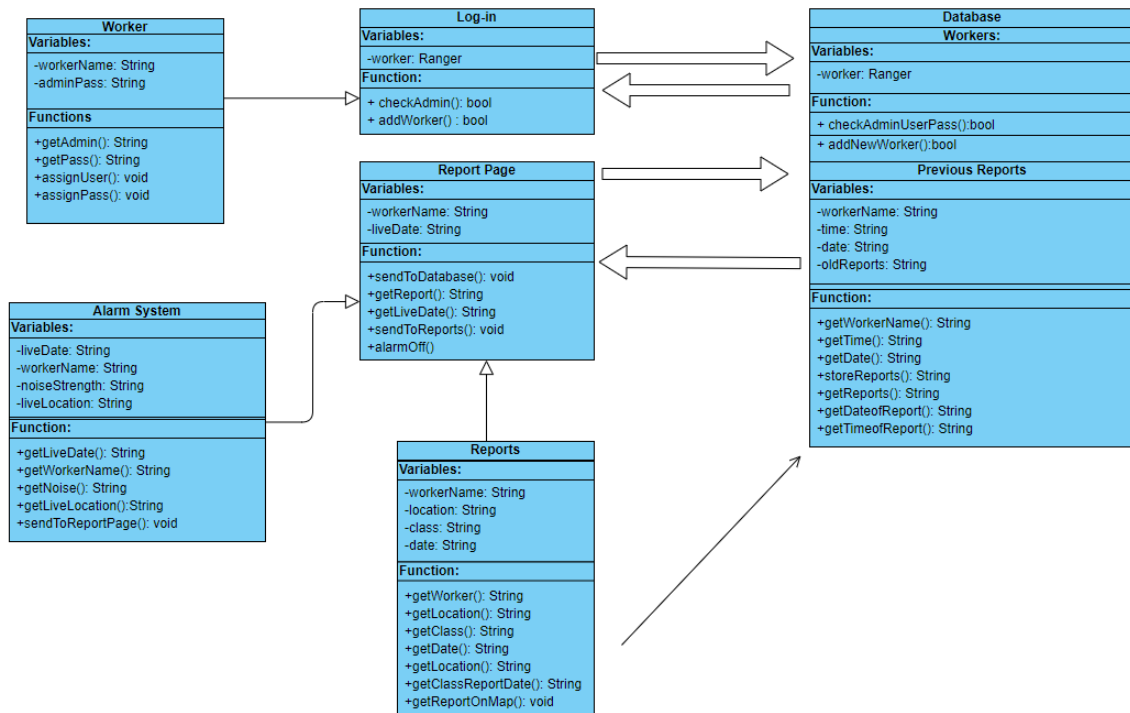 Worker
Variables:
-workerName: String
-adminPass: String
Functions
+getAdmin(): String
+getPass(): String
+assignUser(): void
+assignPass(): void
Log-in
Variables:
-worker: Ranger
Function:
+ checkAdmin(): bool
+ addWorker() : bool
Database
Workers:
Variables:
-worker: Ranger
Function:
+ checkAdminUserPass():bool
+ addNewWorker():bool
Previous Reports
Variables:
-workerName: String
-time: String
-date: String
-oldReports: String
Function:
+getWorkerName(): String
+getTime(): String
+getDate(): String
+storeReports(): String
+getReports(): String
+getDateofReport(): String
+getTimeofReport(): String
Report Page
Variables:
-workerName: String
-liveDate: String
Function:
+sendToDatabase(): void
+getReport(): String
+getLiveDate(): String
+sendToReports(): void
+alarmOff()
Alarm System
Variables:
-liveDate: String
-workerName: String
-noiseStrength: String
-liveLocation: String
Function:
+getLiveDate(): String
+getWorkerName(): String
+getNoise(): String
+getLiveLocation():String
+sendToReportPage(): void
Reports
Variables:
-workerName: String
-location: String
-class: String
-date: String
Function:
+getWorker(): String
+getLocation(): String
+getClass(): String
+getDate(): String
+getLocation(): String
+getClassReportDate(): String
+getReportOnMap(): void